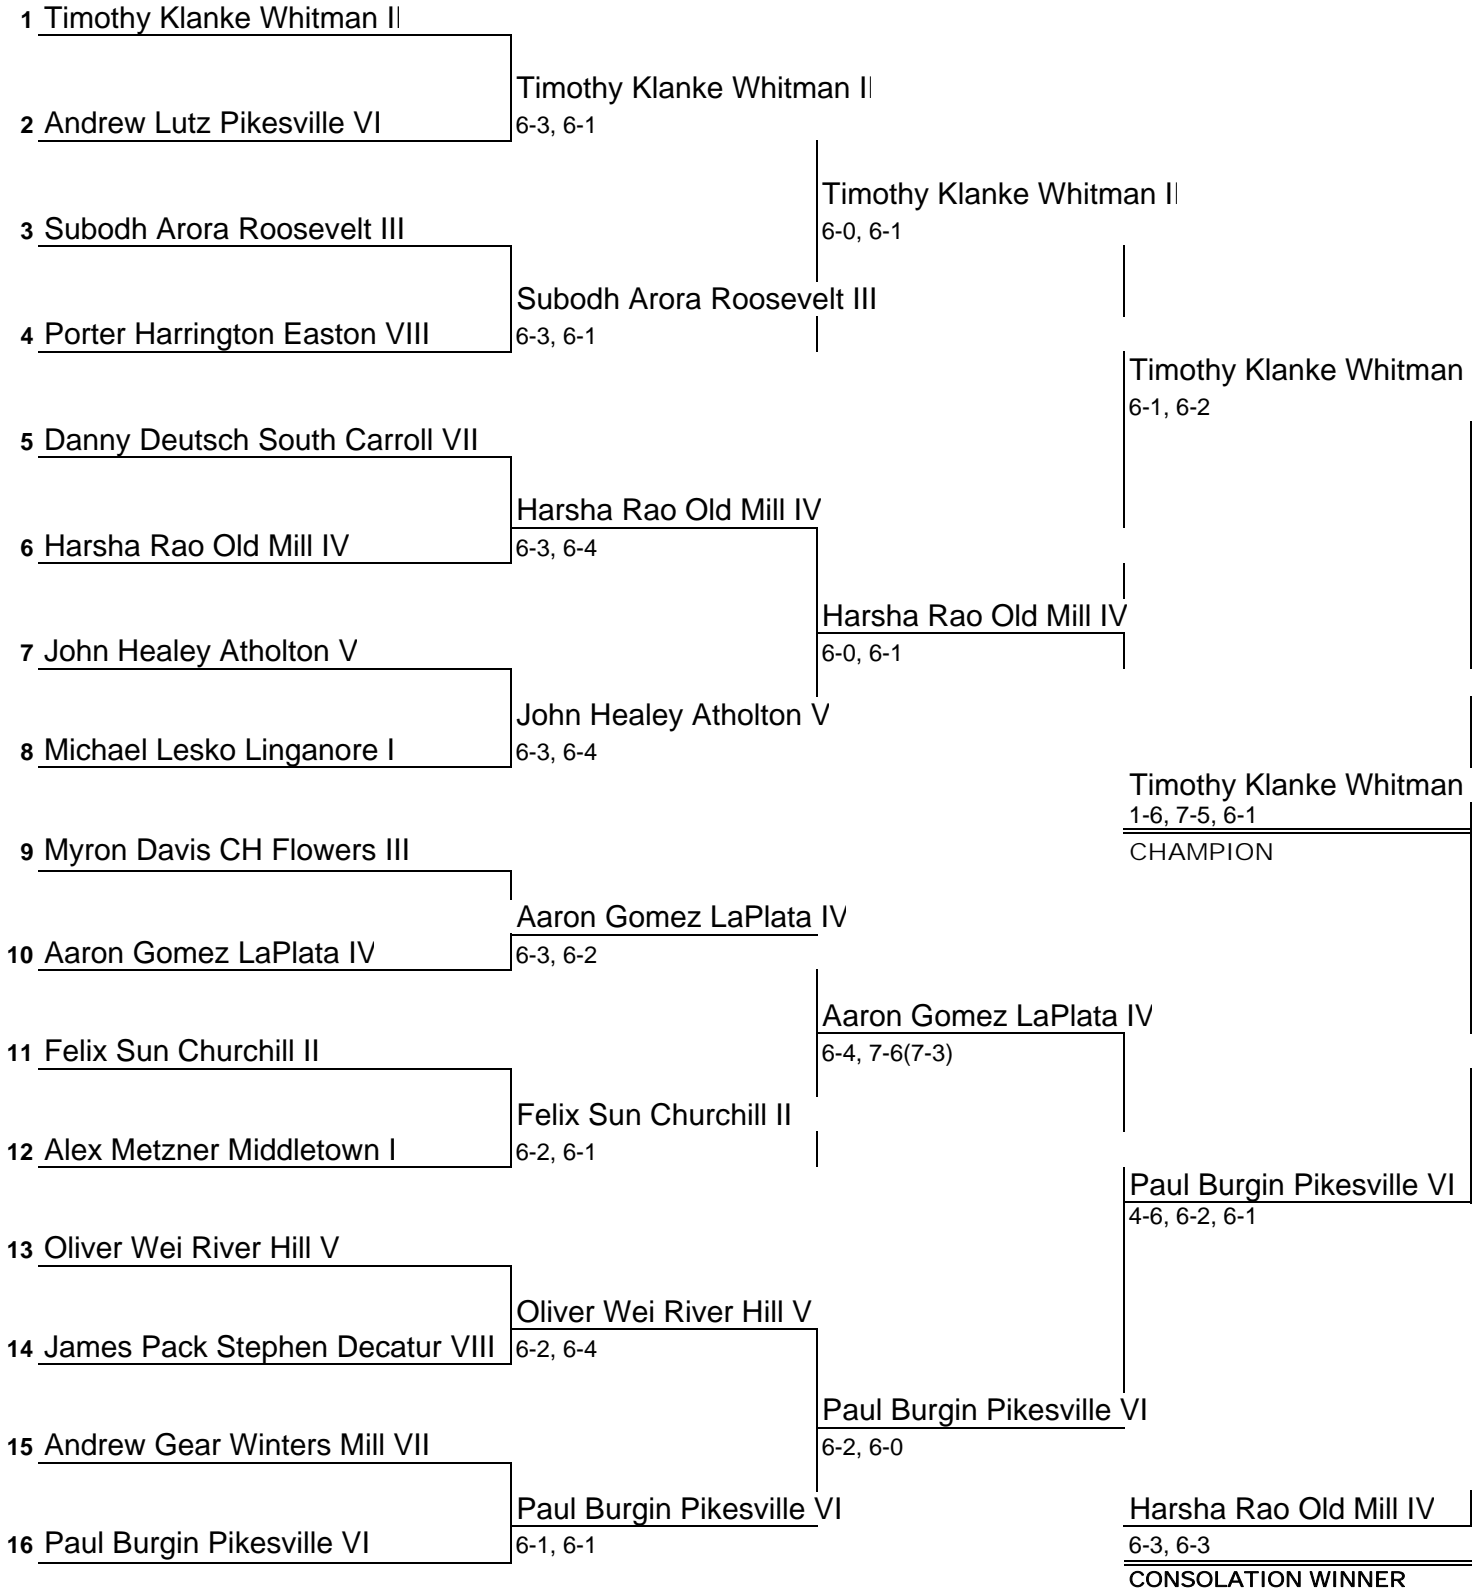 1 Timothy Klanke Whitman II
Timothy Klanke Whitman II
2 Andrew Lutz Pikesville VI
6-3, 6-1
Timothy Klanke Whitman II
3 Subodh Arora Roosevelt III
6-0, 6-1
Subodh Arora Roosevelt III
4 Porter Harrington Easton VIII
6-3, 6-1
Timothy Klanke Whitman
6-1, 6-2
5 Danny Deutsch South Carroll VII
Harsha Rao Old Mill IV
6 Harsha Rao Old Mill IV
6-3, 6-4
Harsha Rao Old Mill IV
7 John Healey Atholton V
6-0, 6-1
John Healey Atholton V
8 Michael Lesko Linganore I
6-3, 6-4
Timothy Klanke Whitman
1-6, 7-5, 6-1
9 Myron Davis CH Flowers III
CHAMPION
Aaron Gomez LaPlata IV
10 Aaron Gomez LaPlata IV
6-3, 6-2
Aaron Gomez LaPlata IV
11 Felix Sun Churchill II
6-4, 7-6(7-3)
Felix Sun Churchill II
12 Alex Metzner Middletown I
6-2, 6-1
Paul Burgin Pikesville VI
4-6, 6-2, 6-1
13 Oliver Wei River Hill V
Oliver Wei River Hill V
14 James Pack Stephen Decatur VIII
6-2, 6-4
Paul Burgin Pikesville VI
15 Andrew Gear Winters Mill VII
6-2, 6-0
Paul Burgin Pikesville VI
Harsha Rao Old Mill IV
16 Paul Burgin Pikesville VI
6-1, 6-1
6-3, 6-3
CONSOLATION WINNER